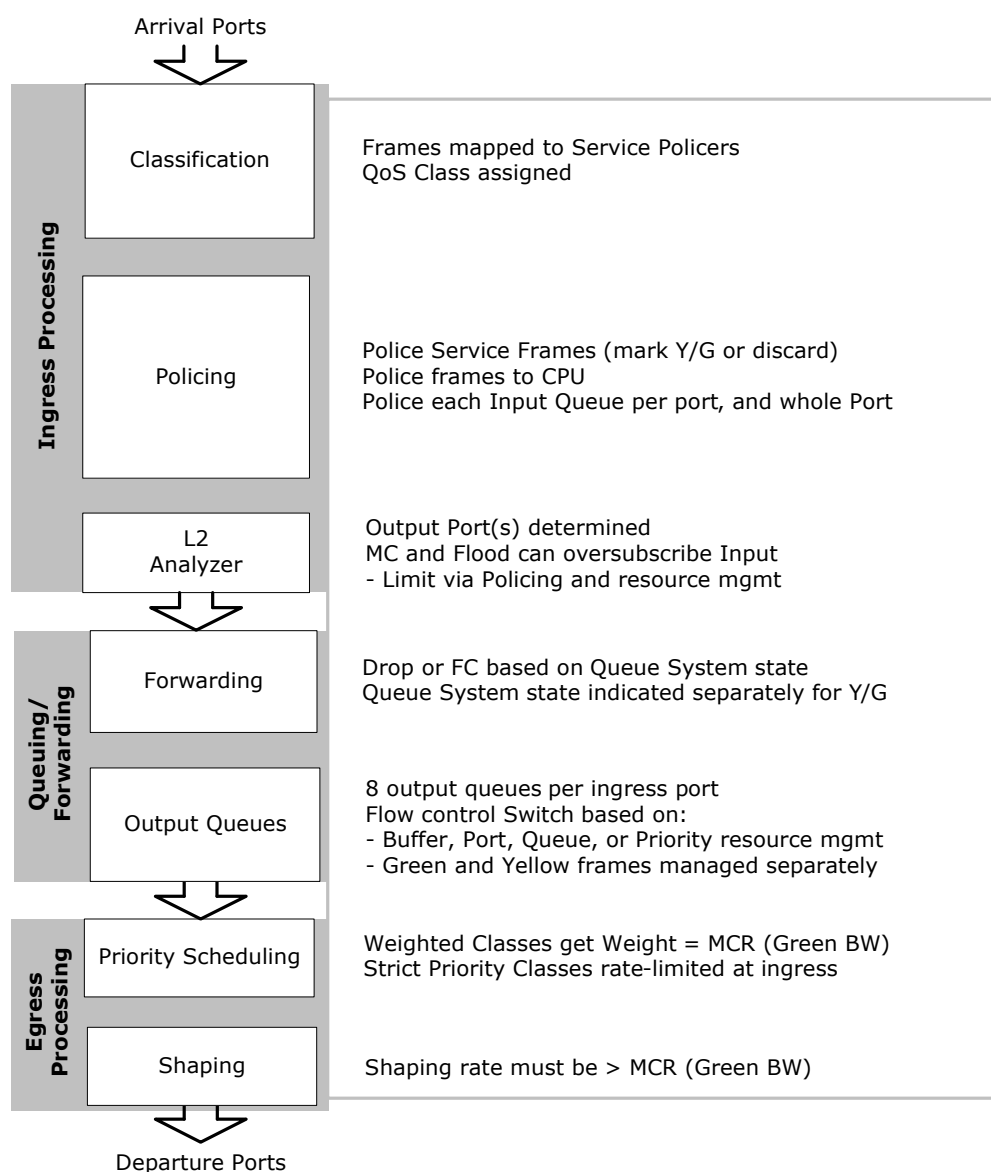 Arrival Ports
Ingress Processing
Classification
Frames mapped to Service Policers
QoS Class assigned
Policing
Police Service Frames (mark Y/G or discard)
Police frames to CPU
Police each Input Queue per port, and whole Port
L2
Analyzer
Output Port(s) determined
MC and Flood can oversubscribe Input
- Limit via Policing and resource mgmt
Queuing/
Forwarding
Forwarding
Drop or FC based on Queue System state
Queue System state indicated separately for Y/G
Output Queues
8 output queues per ingress port
Flow control Switch based on:
- Buffer, Port, Queue, or Priority resource mgmt
- Green and Yellow frames managed separately
Egress
Processing
Priority Scheduling
Weighted Classes get Weight = MCR (Green BW)
Strict Priority Classes rate-limited at ingress
Shaping
Shaping rate must be > MCR (Green BW)
Departure Ports